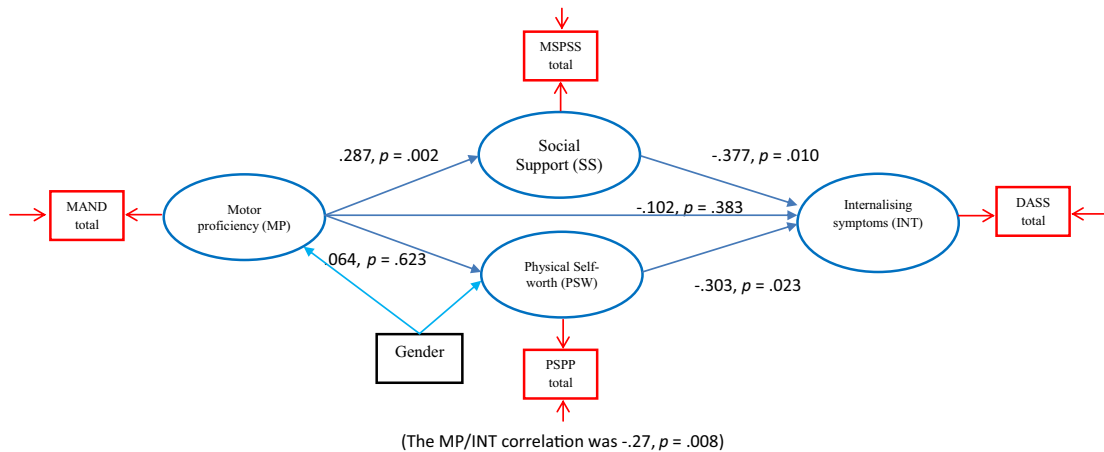 MSPSS
total
.287, p = .002
Social
Support (SS)
-.377, p = .010
MAND
total
Motor
proficiency (MP)
-.102, p = .383
Internalising
symptoms (INT)
DASS
total
.064, p = .623
Physical Self-
worth (PSW)
-.303, p = .023
Gender
PSPP
total
(The MP/INT correlation was -.27, p = .008)